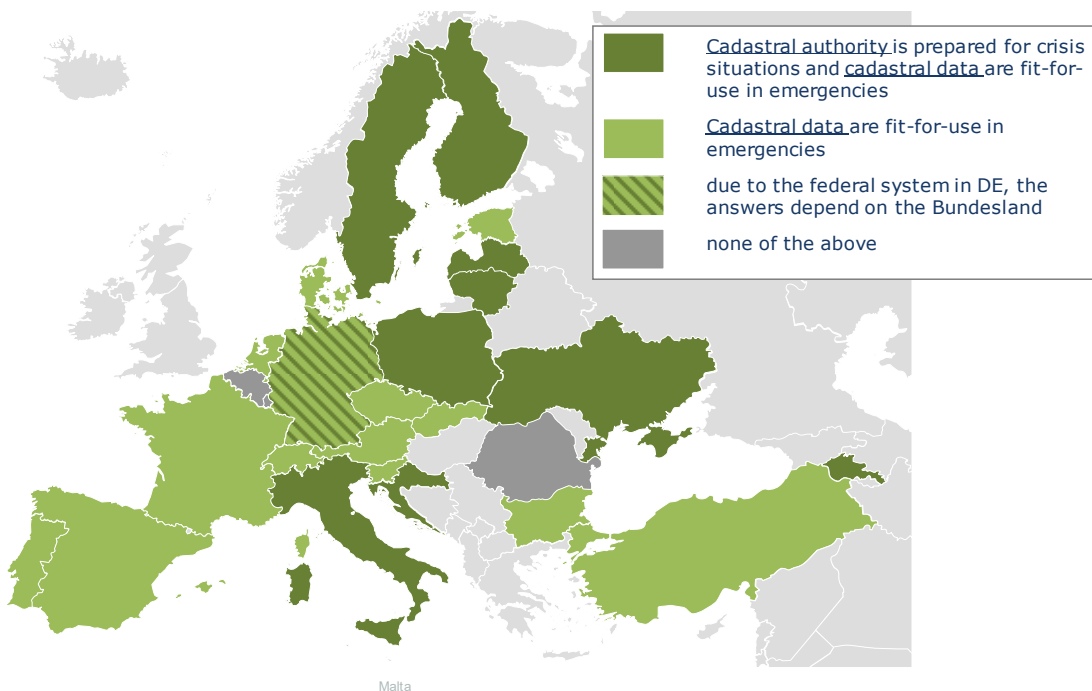 Cadastral authority is prepared for crisis
situations and cadastral data are fit-for-
use in emergencies
Cadastral data are fit-for-use in
emergencies
due to the federal system in DE, the
answers depend on the Bundesland
none of the above
Malta